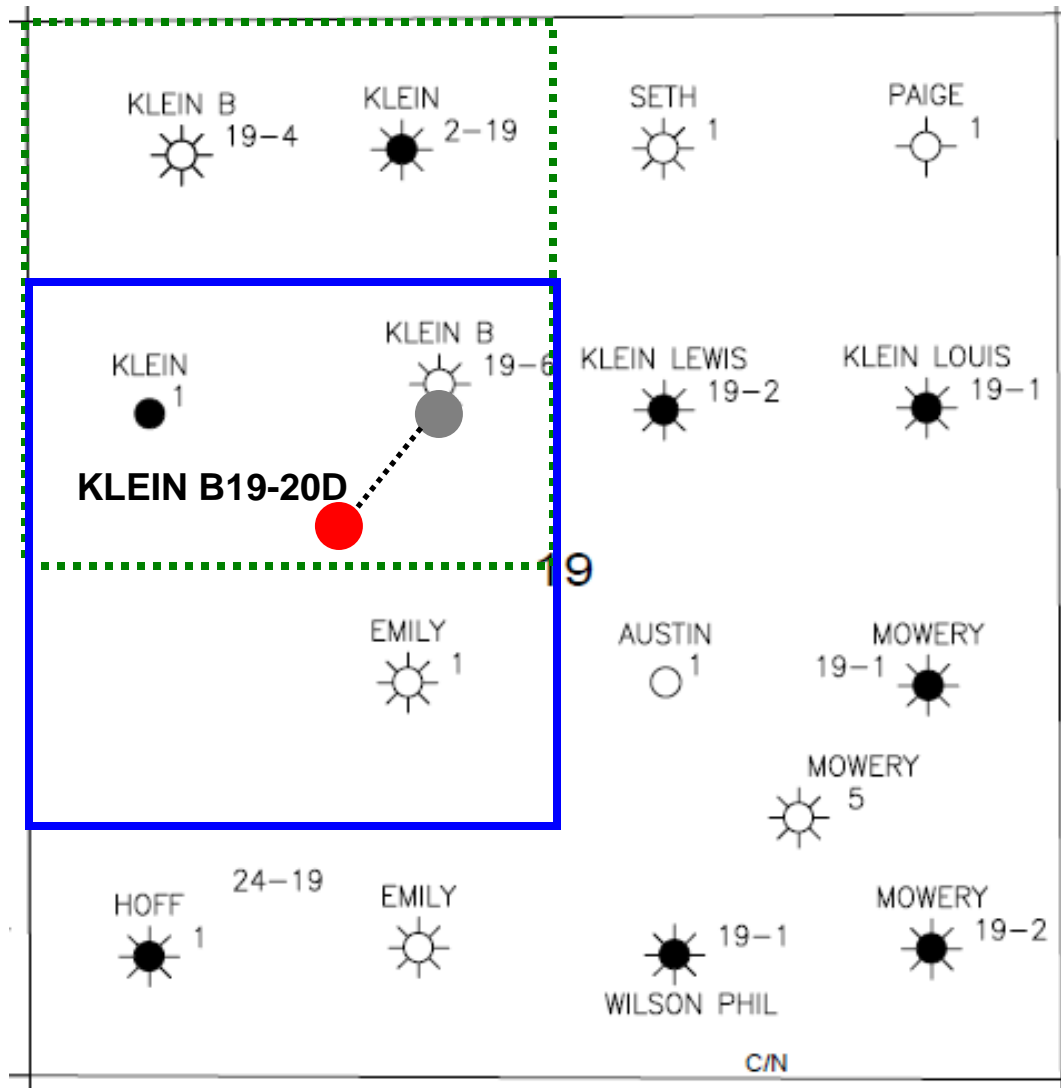 KLEIN B
19-4
KLEIN
2-19
SETH
1
PAIGE
1
KLEIN
1
KLEIN B
19-6
KLEIN LEWIS
19-2
KLEIN LOUIS
19-1
KLEIN B19-20D
19
EMILY
1
AUSTIN
1
MOWERY
19-1
MOWERY
5
HOFF
1
24-19
EMILY
19-1
WILSON PHIL
MOWERY
19-2
C/N